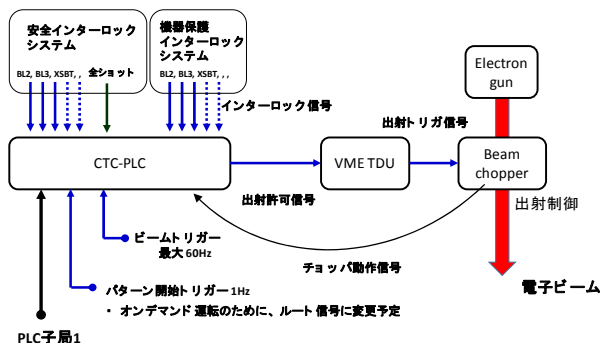 安全インターロック
システム
BL2, BL3, XSBT, , 全ショット
機器保護
インターロック
システム
BL2, BL3, XSBT, , ,
インターロック信号
Electron
gun
出射トリガ信号
CTC-PLC
VME TDU
Beam
chopper
出射許可信号
出射制御
ビームトリガー
最大 60Hz
チョッパ動作信号
電子ビーム
パターン開始トリガー 1Hz
・ オンデマンド運転のために、ルート信号に変更予定
PLC子局1